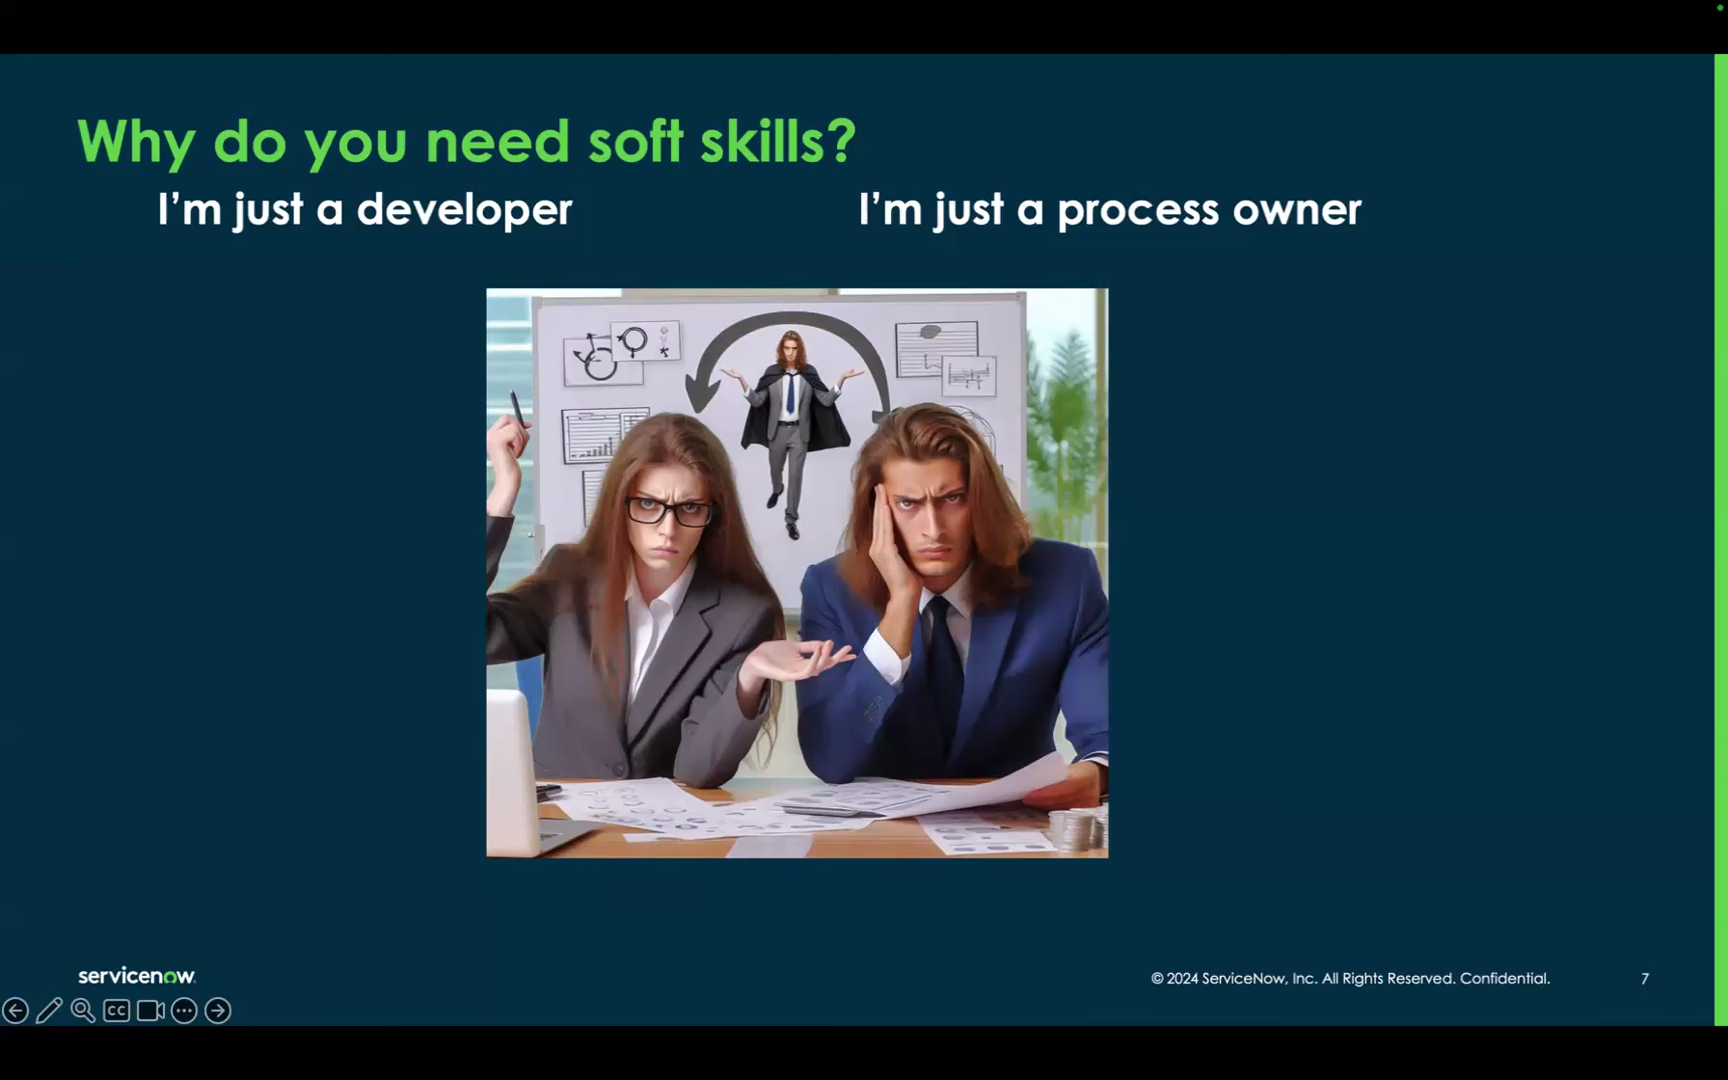 Why do you need soft skills?
I'm just a developer
I'm just a process owner
servicenow
© 2024 ServiceNow, Inc. All Rights Reserved. Confidential.
7
CC